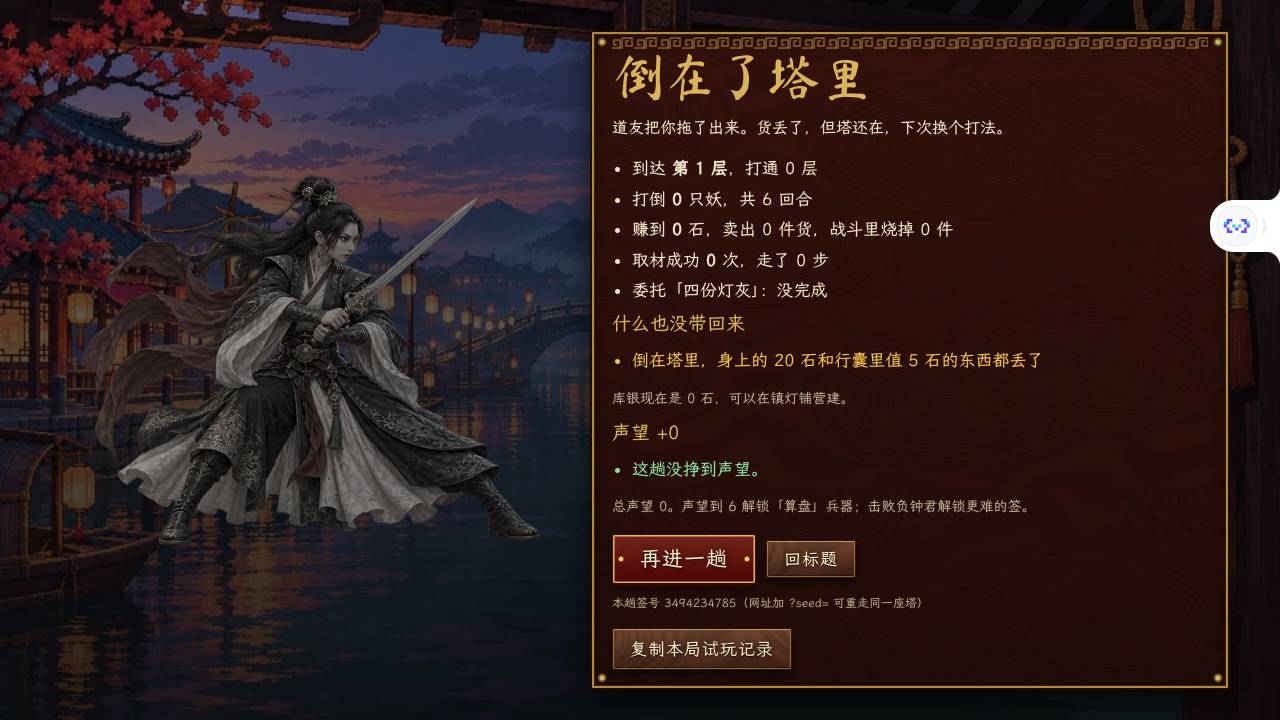 倒在了塔里
道友把你拖了出来。货丢了，但塔还在，下次换个打法。
到达 第 1 层，打通 0 层
打倒 0 只妖，共 6 回合
赚到 0 石，卖出 0 件货，战斗里烧掉 0 件
取材成功 0 次，走了 0 步
委托「四份灯灰」：没完成
什么也没带回来
倒在塔里，身上的 20 石和行囊里值 5 石的东西都丢了
库银现在是 0 石，可以在镇灯铺营建。
声望 +0
这趟没挣到声望。
总声望 0。声望到 6 解锁「算盘」兵器；击败负钟君解锁更难的签。
再进一趟
回标题
本趟签号 3494234785（网址加 ?seed= 可重走同一座塔）
复制本局试玩记录